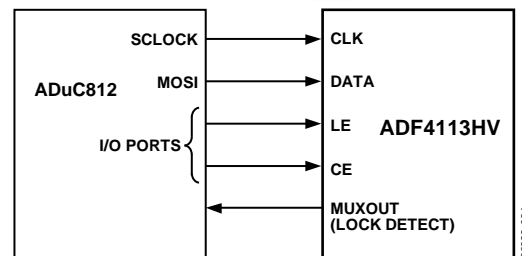 SCLOCK
CLK
ADuC812
MOSI
DATA
I/O PORTS
LE
ADF4113HV
CE
MUXOUT
(LOCK DETECT)